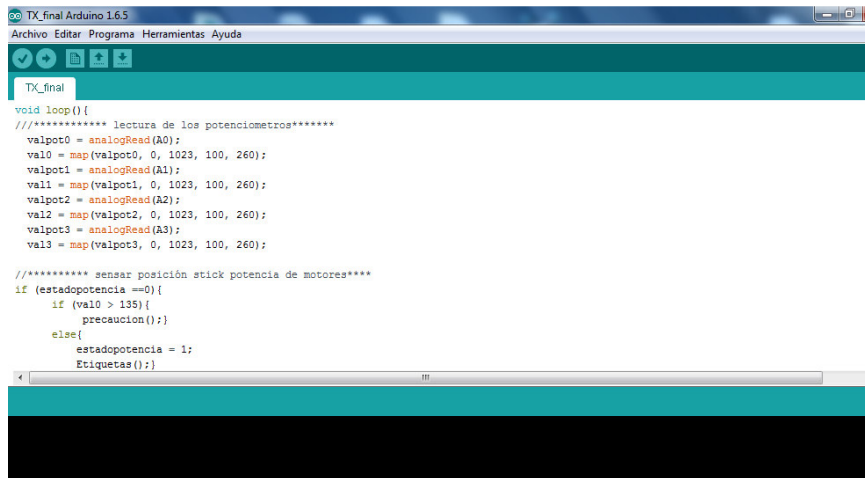 TX_final Arduino 1.6.5
Archivo Editar Programa Herramientas Ayuda
TX_final
void loop(){
///************ lectura de los potenciometros*******
valpot0 = analogRead(A0);
val0 = map(valpot0, 0, 1023, 100, 260);
valpot1 = analogRead(A1);
val1 = map(valpot1, 0, 1023, 100, 260);
valpot2 = analogRead(A2);
val2 = map(valpot2, 0, 1023, 100, 260);
valpot3 = analogRead(A3);
val3 = map(valpot3, 0, 1023, 100, 260);
//********** sensar posición stick potencia de motores****
if (estadopotencia ==0){
if (val0 > 135){
precaucion();}
else{
estadopotencia = 1;
Etiquetas();}